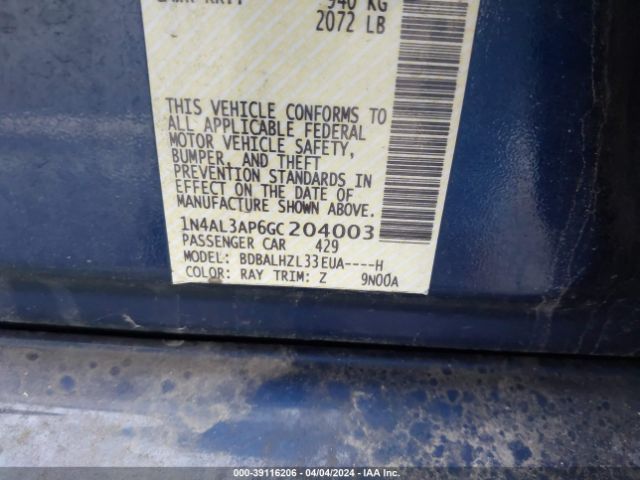 940 KG
2072 LB
THIS VEHICLE CONFORMS TO
ALL APPLICABLE FEDERAL
MOTOR VEHICLE SAFETY,
BUMPER, AND THEFT
PREVENTION STANDARDS IN
EFFECT ON THE DATE OF
MANUFACTURE SHOWN ABOVE.
1N4AL3AP6GC204003
PASSENGER CAR 429
MODEL: BDBALHZL33EUA----H
COLOR: RAY TRIM: Z 9N00A
000-39116206 - 04/04/2024 - IAA Inc.